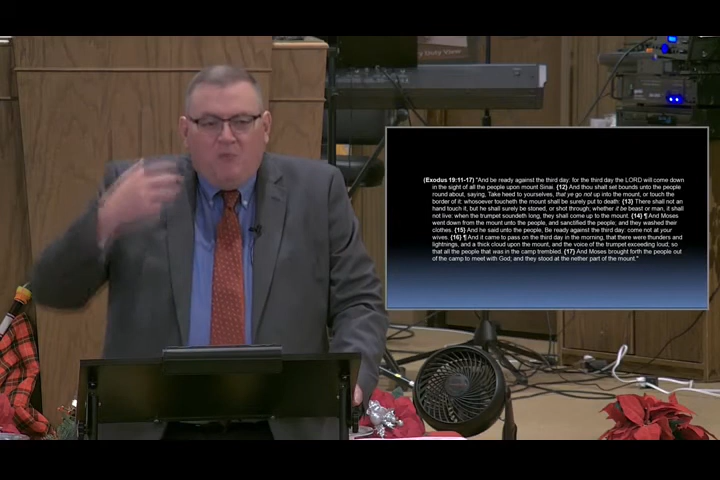 Study View
(Exodus 19:11-17) "And be ready against the third day: for the third day the LORD will come down
in the sight of all the people upon mount Sinai. {12} And thou shalt set bounds unto the people
round about, saying, Take heed to yourselves, that ye go not up into the mount, or touch the
border of it: whosoever toucheth the mount shall be surely put to death: {13} There shall not an
hand touch it, but he shall surely be stoned, or shot through; whether it be beast or man, it shall
not live: when the trumpet soundeth long, they shall come up to the mount. {14} ¶ And Moses
went down from the mount unto the people, and sanctified the people; and they washed their
clothes. {15} And he said unto the people, Be ready against the third day: come not at your
wives. {16} ¶ And it came to pass on the third day in the morning, that there were thunders and
lightnings, and a thick cloud upon the mount, and the voice of the trumpet exceeding loud; so
that all the people that was in the camp trembled. {17} And Moses brought forth the people out
of the camp to meet with God; and they stood at the nether part of the mount."